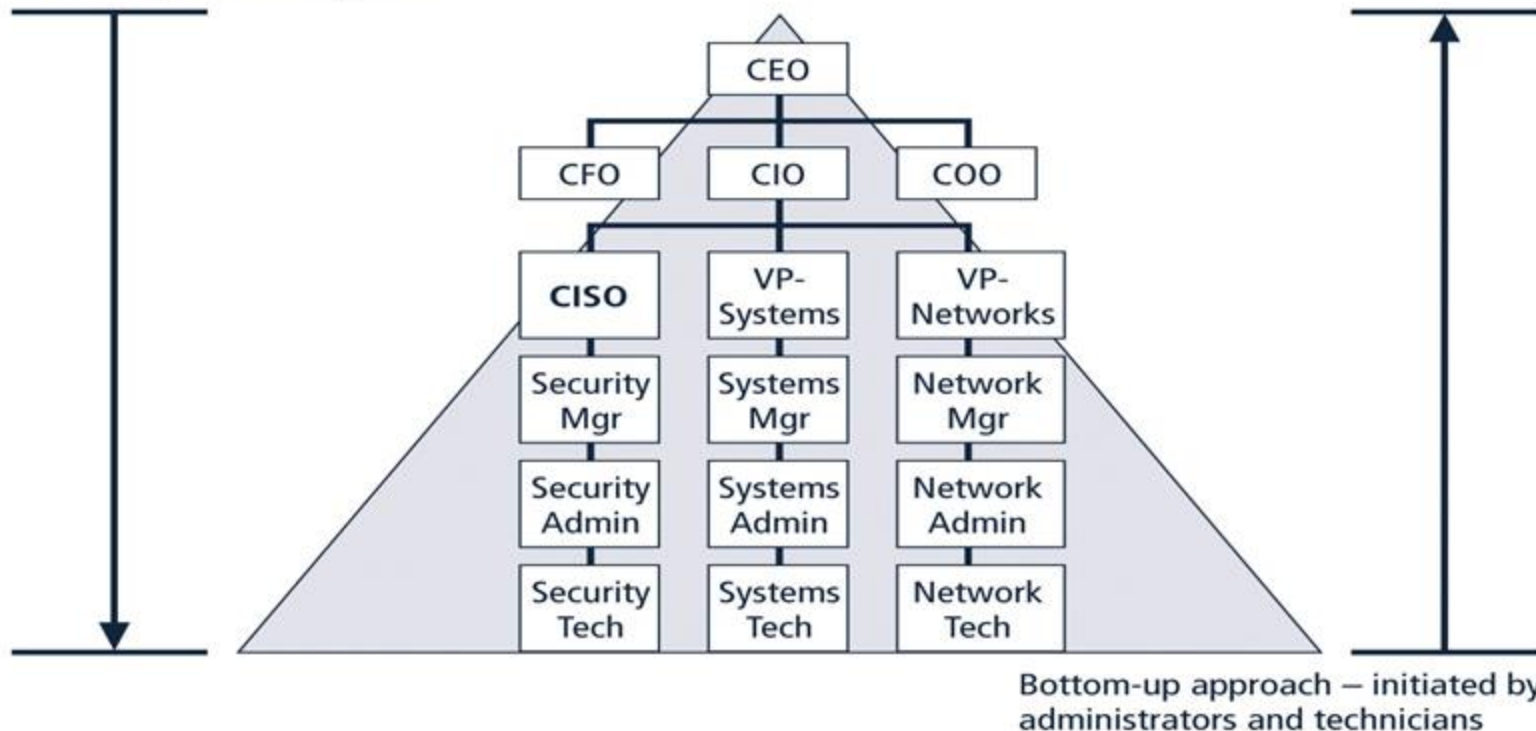 CEO
CFO
CIO
COO
CISO
VP-
Systems
VP-
Networks
Security
Mgr
Systems
Mgr
Network
Mgr
Security
Admin
Systems
Admin
Network
Admin
Security
Tech
Systems
Tech
Network
Tech
Bottom-up approach – initiated by
administrators and technicians